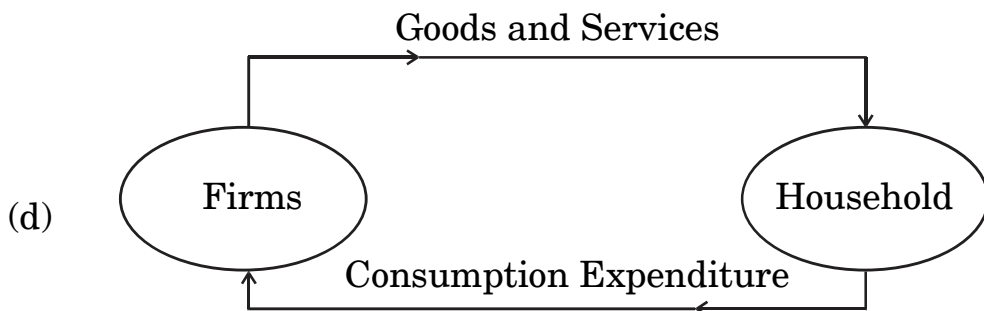 Goods and Services
(d)
Firms
Household
Consumption Expenditure